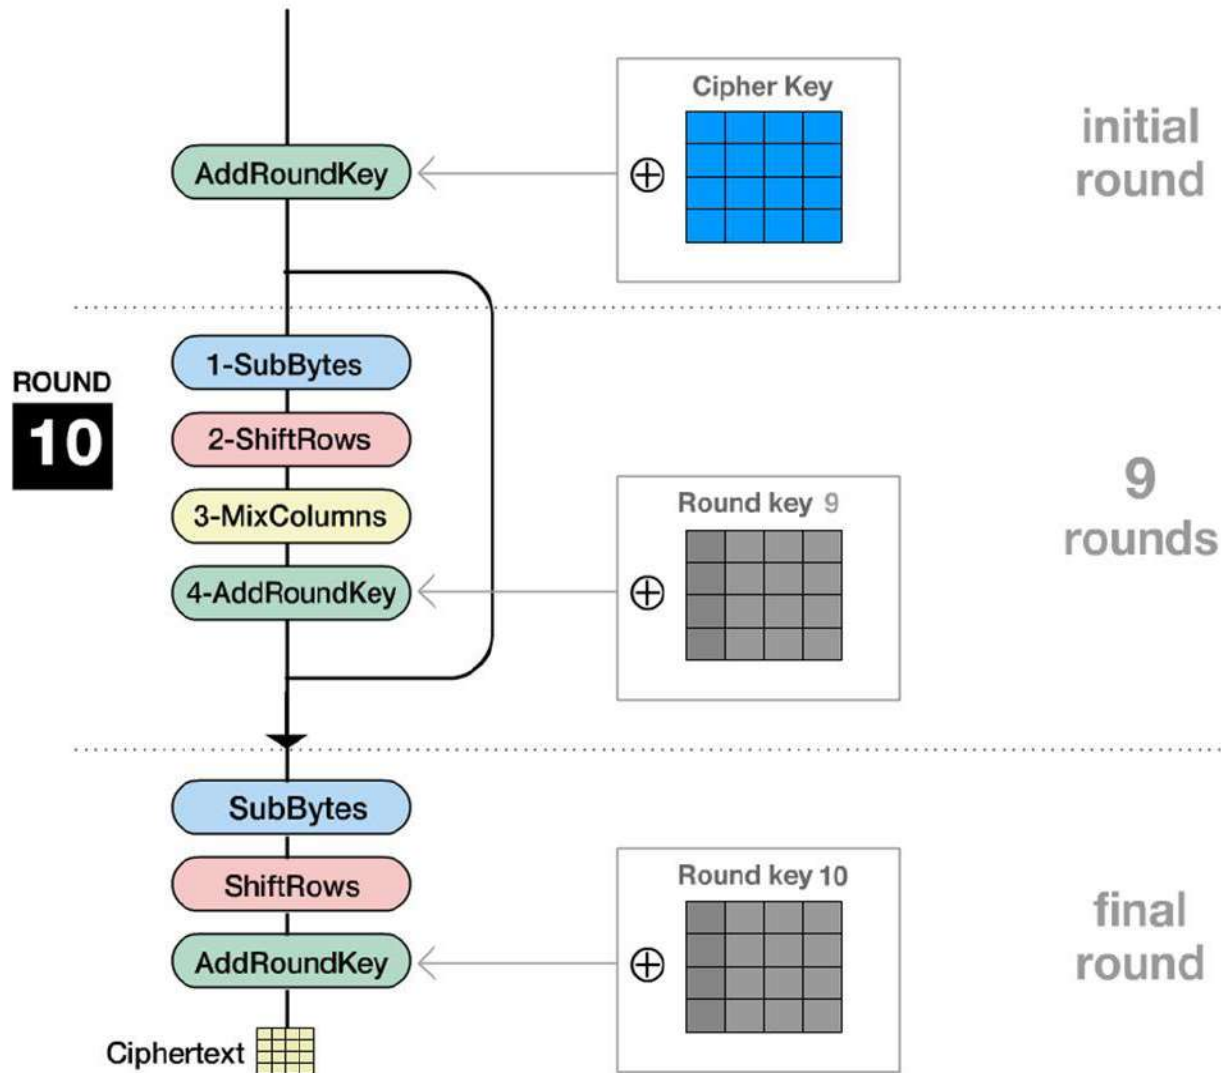 Cipher Key
AddRoundKey
initial
round
ROUND
10
1-SubBytes
2-ShiftRows
3-MixColumns
4-AddRoundKey
Round key 9
9
rounds
SubBytes
ShiftRows
AddRoundKey
Round key 10
final
round
Ciphertext